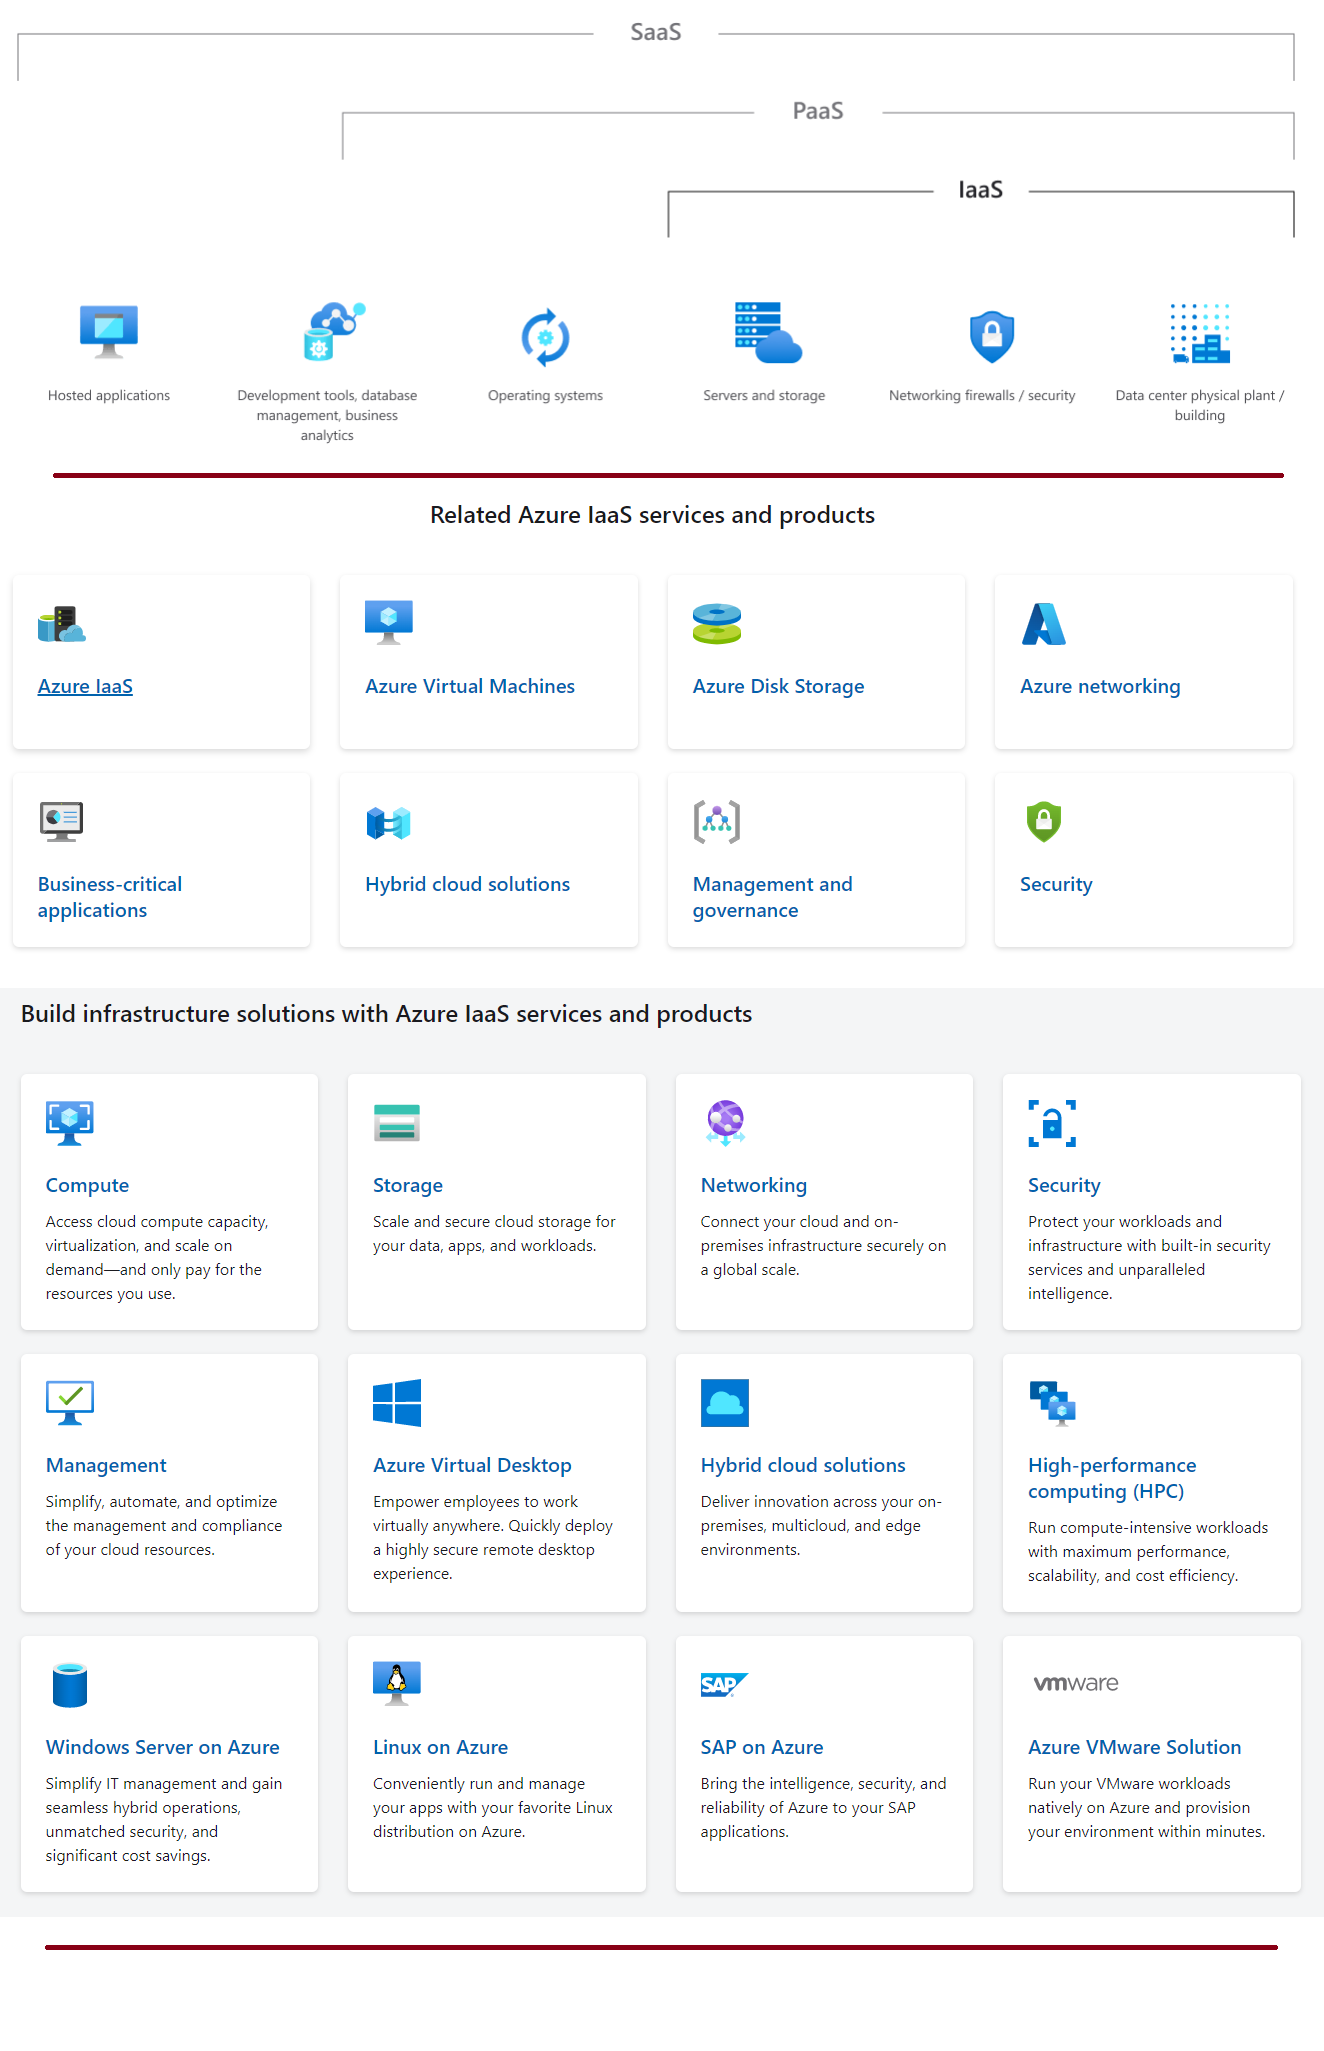 SaaS
PaaS
IaaS
Hosted applications
Development tools, database
management, business
analytics
Operating systems
Servers and storage
Networking firewalls / security
Data center physical plant /
building
Related Azure IaaS services and products
Azure IaaS
Azure Virtual Machines
Azure Disk Storage
Azure networking
Business-critical
applications
Hybrid cloud solutions
Management and
governance
Security
Build infrastructure solutions with Azure IaaS services and products
Compute
Access cloud compute capacity,
virtualization, and scale on
demand—and only pay for the
resources you use.
Storage
Scale and secure cloud storage for
your data, apps, and workloads.
Networking
Connect your cloud and on-
premises infrastructure securely on
a global scale.
Security
Protect your workloads and
infrastructure with built-in security
services and unparalleled
intelligence.
Management
Simplify, automate, and optimize
the management and compliance
of your cloud resources.
Azure Virtual Desktop
Empower employees to work
virtually anywhere. Quickly deploy
a highly secure remote desktop
experience.
Hybrid cloud solutions
Deliver innovation across your on-
premises, multicloud, and edge
environments.
High-performance
computing (HPC)
Run compute-intensive workloads
with maximum performance,
scalability, and cost efficiency.
Windows Server on Azure
Simplify IT management and gain
seamless hybrid operations,
unmatched security, and
significant cost savings.
Linux on Azure
Conveniently run and manage
your apps with your favorite Linux
distribution on Azure.
SAP
SAP on Azure
Bring the intelligence, security, and
reliability of Azure to your SAP
applications.
vmware
Azure VMware Solution
Run your VMware workloads
natively on Azure and provision
your environment within minutes.